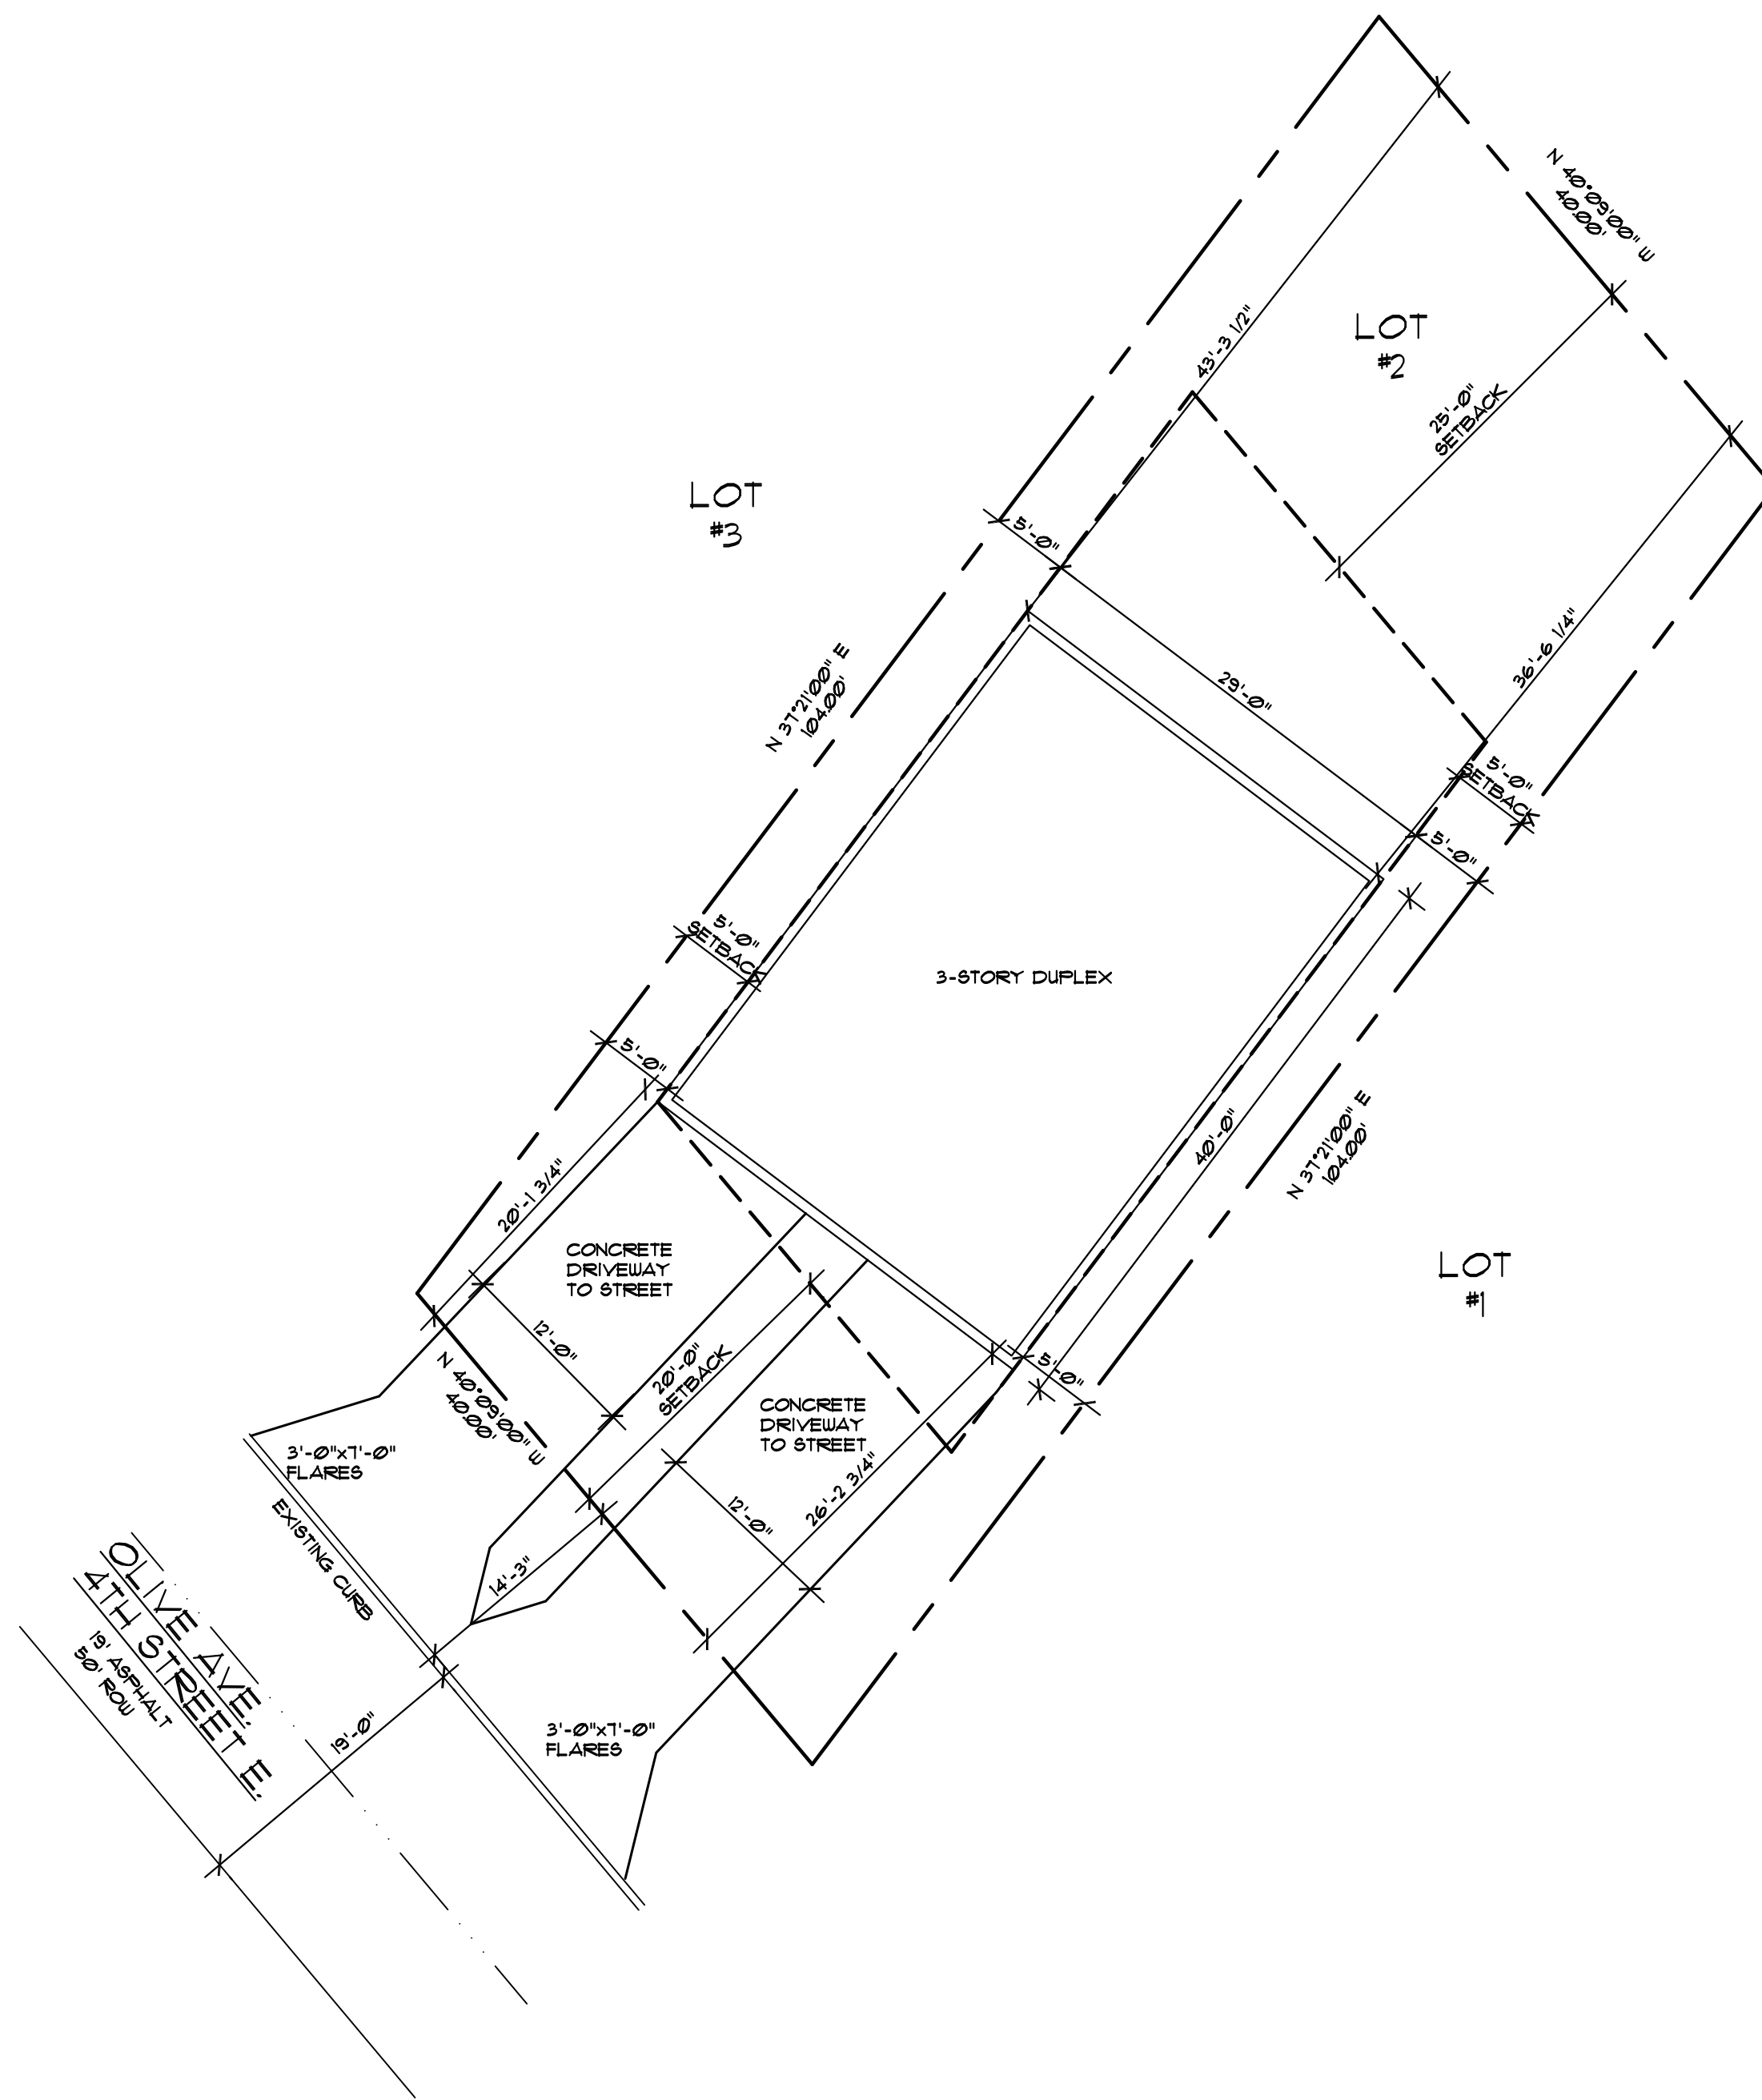 N 40°09'00" W
40.00'
43'-3 1/2"
LOT
#2
25'-0"
SETBACK
LOT
#3
5'-0"
36'-6 1/4"
N 37°21'00" E
104.00'
29'-0"
5'-0"
SETBACK
5'-0"
5'-0"
SETBACK
3-STORY DUPLEX
5'-0"
40'-0"
N 37°21'00" E
104.00'
20'-1 3/4"
CONCRETE
DRIVEWAY
TO STREET
LOT
#1
12'-0"
20'-0"
SETBACK
5'-0"
N 40°09'00" W
40.00'
CONCRETE
DRIVEWAY
TO STREET
3'-0"x7'-0"
FLARES
26'-2 3/4"
12'-0"
EXISTING CURB
14'-3"
OLIVE AVE.
4TH STREET E.
19' ASPHALT
50' ROW
19'-0"
3'-0"x7'-0"
FLARES